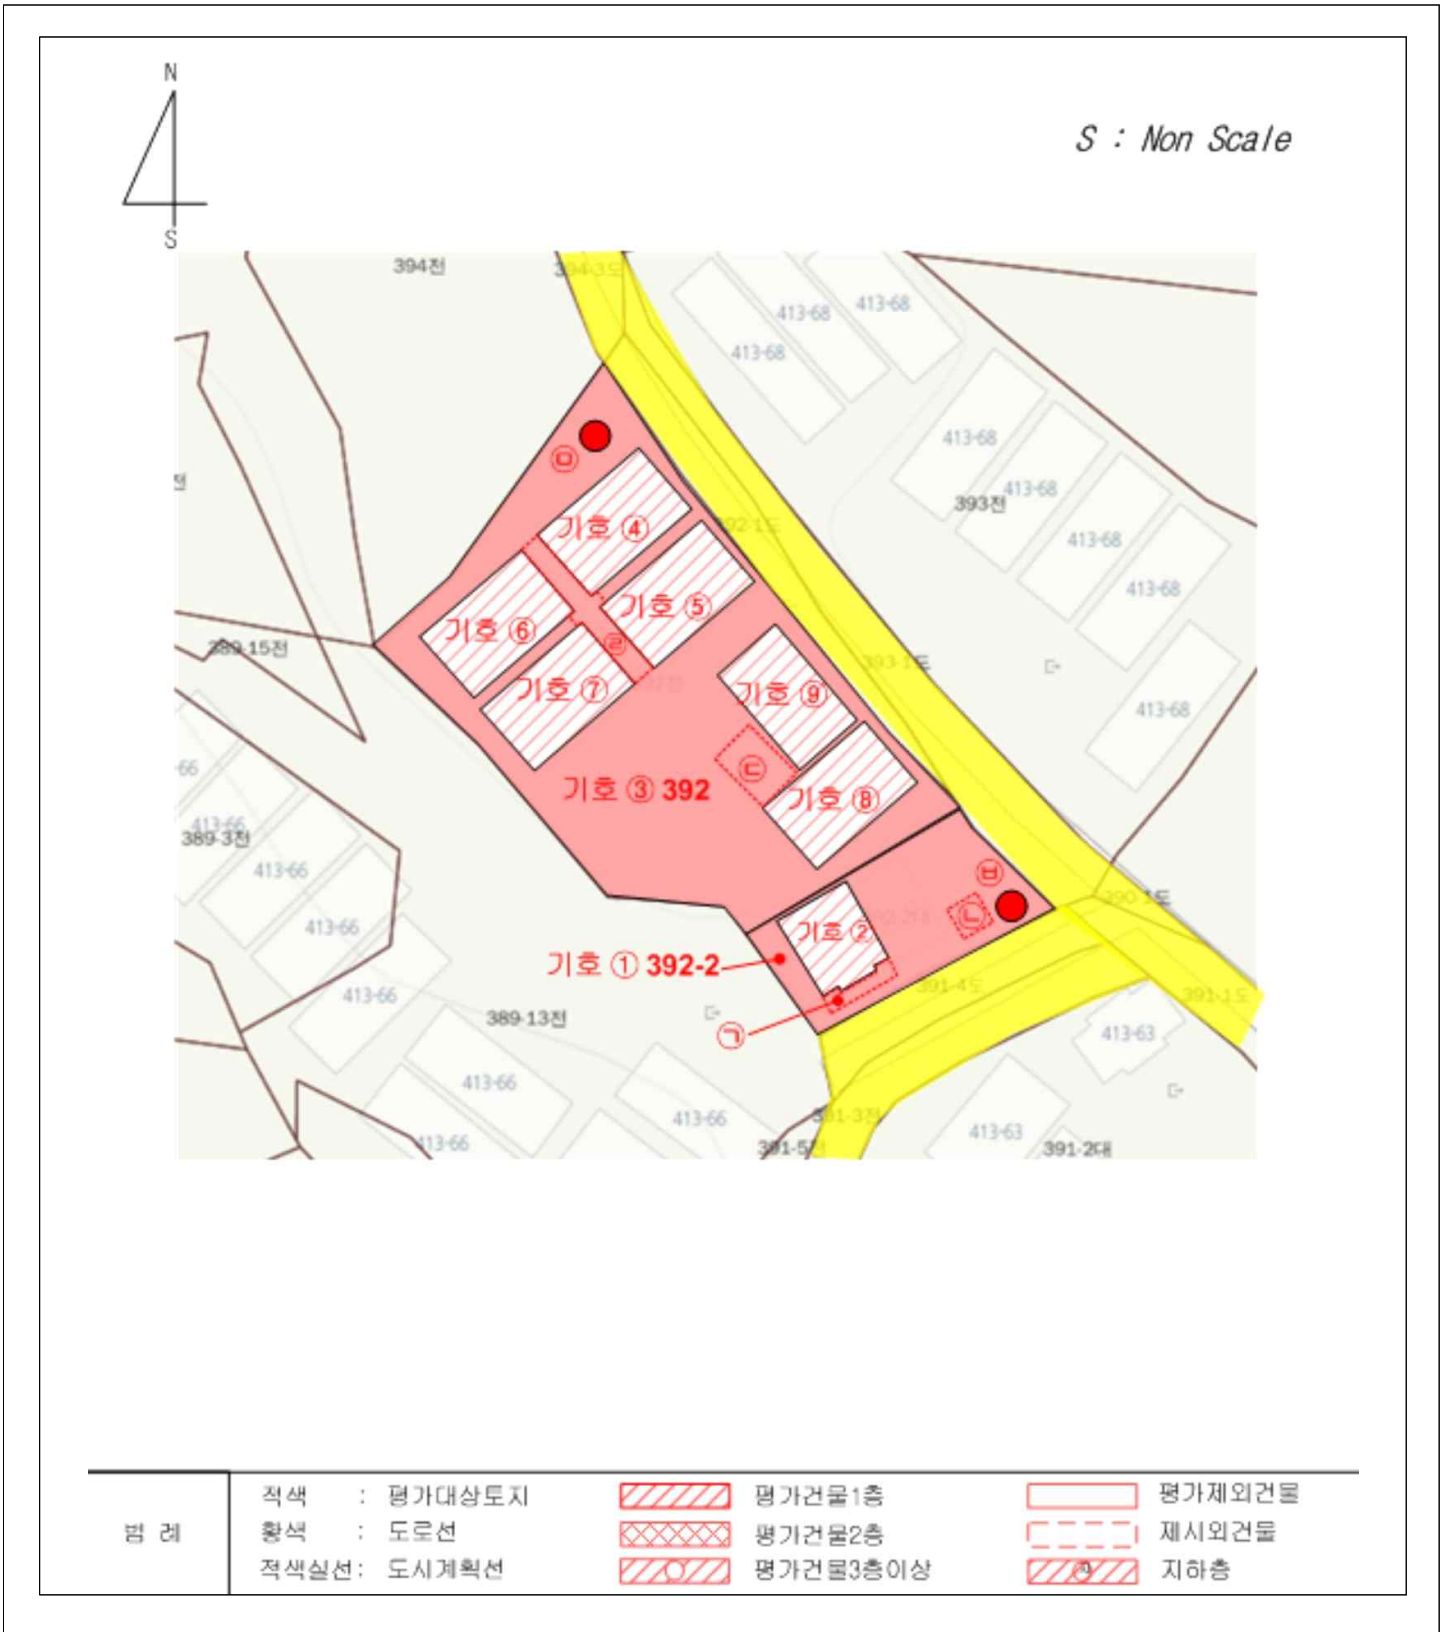 N
S : Non Scale
S
394전
394-3도
413-68
413-68
413-68
413-68
413-68
393전
전
㉤
기호 ④
392-1도
413-68
413-68
기호 ⑤
기호 ⑥
㉣
389-15전
393-1도
기호 ⑦
기호 ⑨
413-68
-66
㉢
기호 ③ 392
기호 ⑧
413-66
389-3전
413-66
㉥
390-1도
㉡
413-66
기호 ②
기호 ① 392-2
413-66
391-4도
391-1도
389-13전
㉠
413-63
413-66
413-66
391-3전
413-63
413-66
391-2대
범 례
적색 : 평가대상토지
평가건물1층
평가제외건물
황색 : 도로선
평가건물2층
제시외건물
적색실선: 도시계획선
평가건물3층이상
지하층